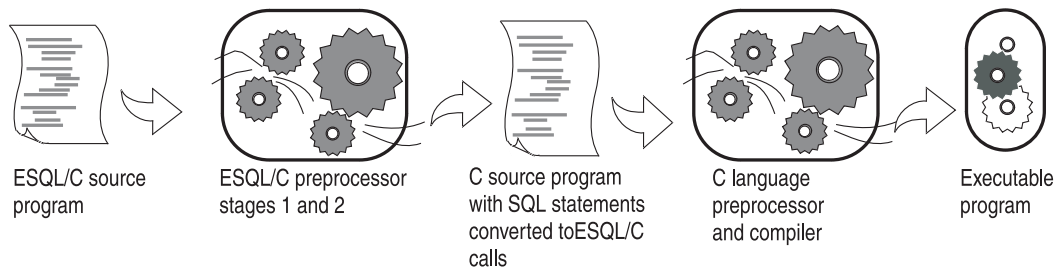 ESQL/C source
program
ESQL/C preprocessor
stages 1 and 2
C source program
with SQL statements
converted toESQL/C
calls
C language
preprocessor
and compiler
Executable
program